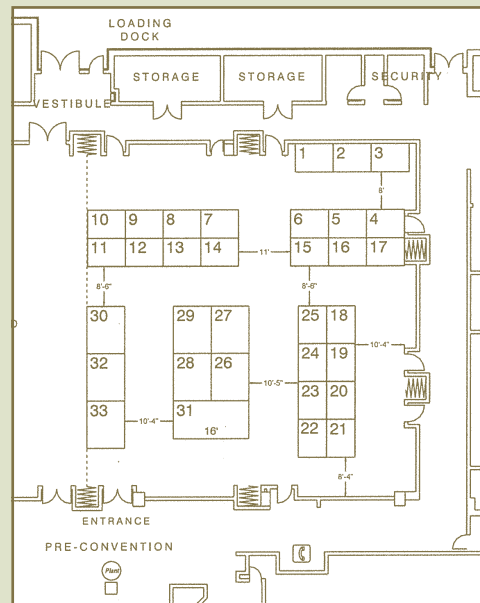 LOADING
DOCK
STORAGE STORAGE SECURITY
VESTIBULE
1 2 3
8'
10 9 8 7 6 5 4
11 12 13 14 11' 15 16 17
8'-6" 8'-6"
30 29 27 25 18
10'-4"
32 28 26 24 19
10'-5"
23 20
33 31 10'-4"
16' 22 21
8'-4"
ENTRANCE
PRE-CONVENTION
Plant